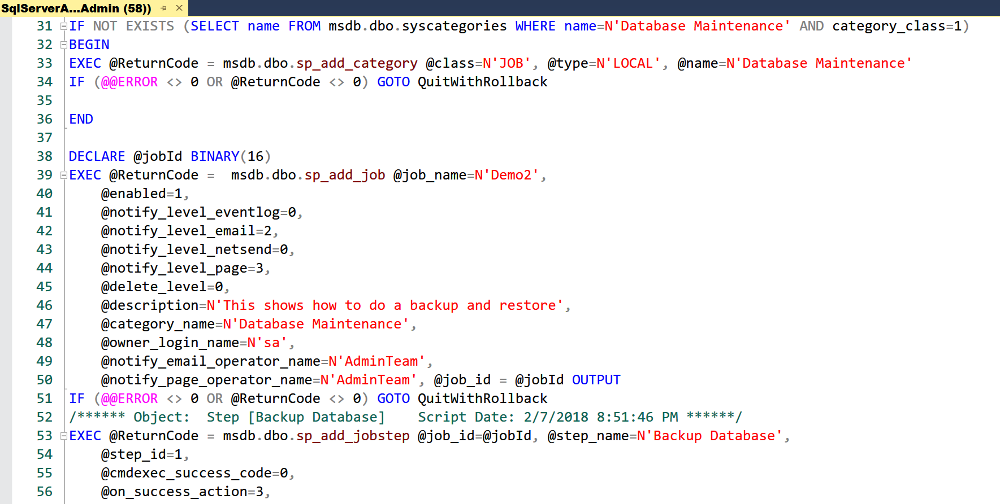 SqlServerA...Admin (58))
31 IF NOT EXISTS (SELECT name FROM msdb.dbo.syscategories WHERE name=N'Database Maintenance' AND category_class=1)
32 BEGIN
33 EXEC @ReturnCode = msdb.dbo.sp_add_category @class=N'JOB', @type=N'LOCAL', @name=N'Database Maintenance'
34 IF (@@ERROR <> 0 OR @ReturnCode <> 0) GOTO QuitWithRollback
35
36 END
37
38 DECLARE @jobId BINARY(16)
39 EXEC @ReturnCode =  msdb.dbo.sp_add_job @job_name=N'Demo2',
40     @enabled=1,
41     @notify_level_eventlog=0,
42     @notify_level_email=2,
43     @notify_level_netsend=0,
44     @notify_level_page=3,
45     @delete_level=0,
46     @description=N'This shows how to do a backup and restore',
47     @category_name=N'Database Maintenance',
48     @owner_login_name=N'sa',
49     @notify_email_operator_name=N'AdminTeam',
50     @notify_page_operator_name=N'AdminTeam', @job_id = @jobId OUTPUT
51 IF (@@ERROR <> 0 OR @ReturnCode <> 0) GOTO QuitWithRollback
52 /****** Object:  Step [Backup Database]    Script Date: 2/7/2018 8:51:46 PM ******/
53 EXEC @ReturnCode = msdb.dbo.sp_add_jobstep @job_id=@jobId, @step_name=N'Backup Database',
54     @step_id=1,
55     @cmdexec_success_code=0,
56     @on_success_action=3,